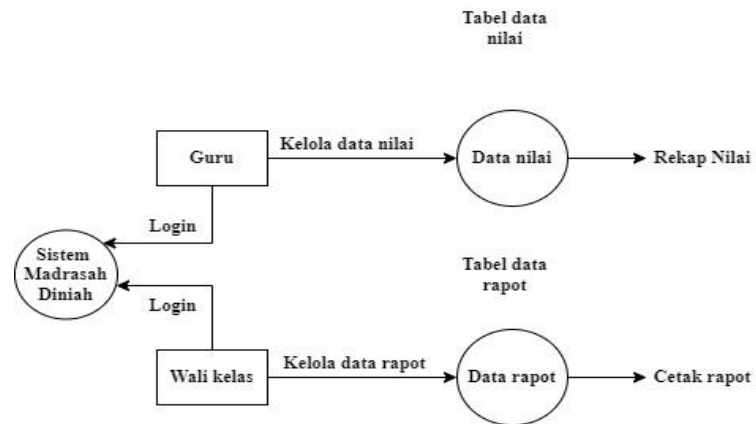 Tabel data
nilai
Guru
Kelola data nilai
Data nilai
Rekap Nilai
Login
Sistem
Madrasah
Diniah
Tabel data
rapot
Login
Wali kelas
Kelola data rapot
Data rapot
Cetak rapot